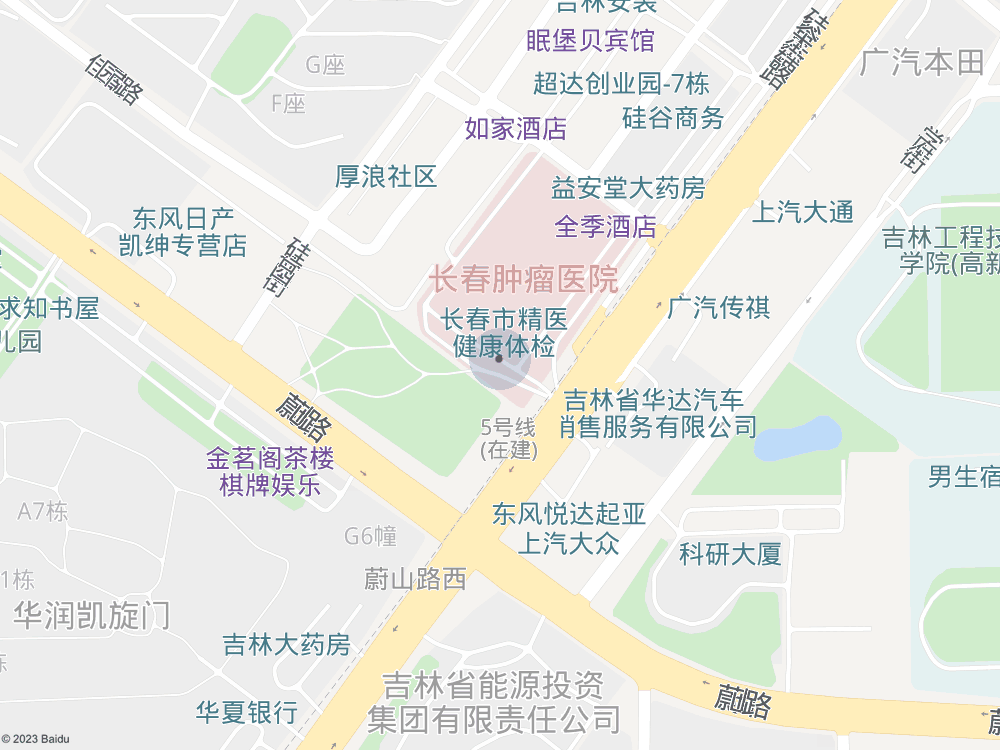 吉林安装
眠堡贝宾馆
广汽本田
G座
超达创业园-7栋
F座
硅谷商务
如家酒店
厚浪社区
益安堂大药房
东风日产
凯绅专营店
全季酒店
上汽大通
吉林工程技
学院(高新
长春肿瘤医院
求知书屋
儿园
广汽传祺
长春市精医
健康体检
吉林省华达汽车
肖售服务有限公司
5号线
(在建)
金茗阁茶楼
棋牌娱乐
男生宿
A7栋
东风悦达起亚
上汽大众
G6幢
科研大厦
蔚山路西
1栋
华润凯旋门
吉林大药房
吉林省能源投资
集团有限责任公司
华夏银行
© 2023 Baidu